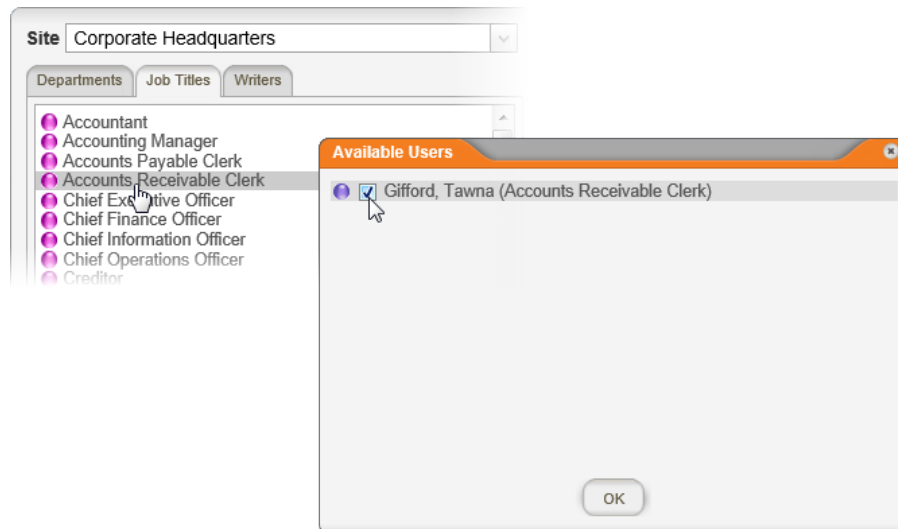 Site Corporate Headquarters
Departments Job Titles Writers
Accountant
Accounting Manager
Accounts Payable Clerk
Accounts Receivable Clerk
Chief Executive Officer
Chief Finance Officer
Chief Information Officer
Chief Operations Officer
Creditor
Available Users
Gifford, Tawna (Accounts Receivable Clerk)
OK